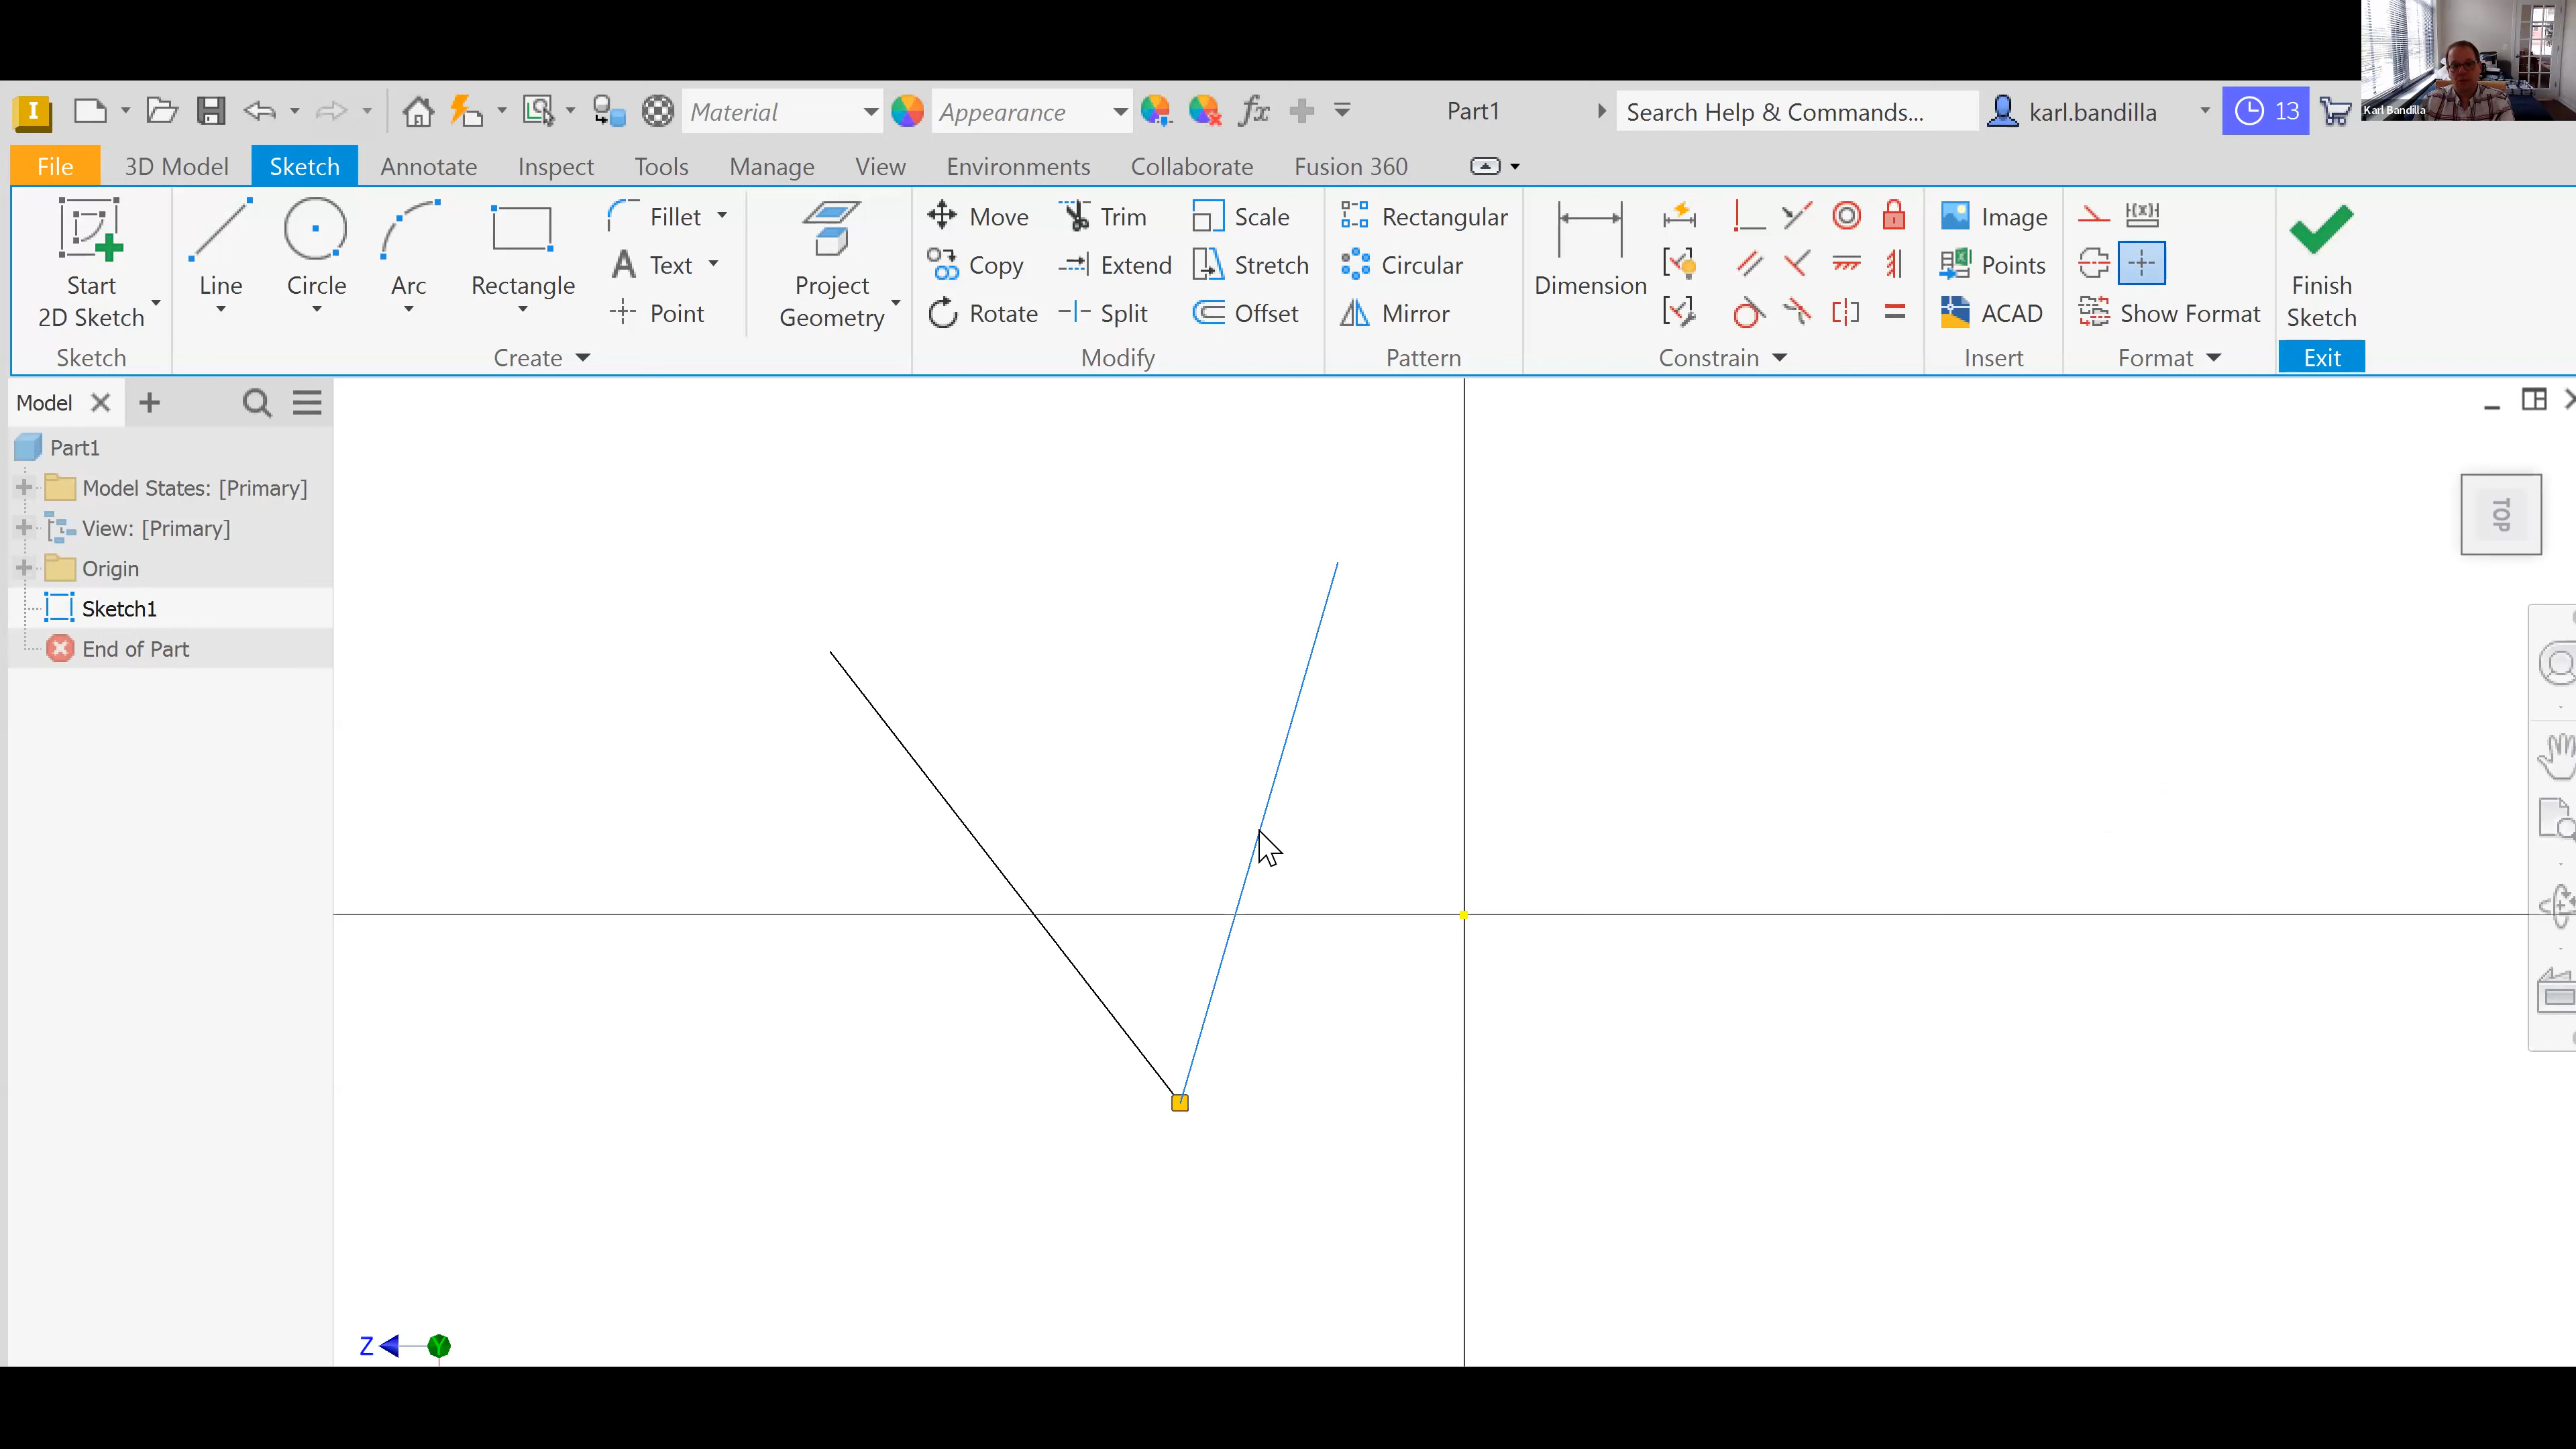 Karl Bandilla
I Material Appearance fx Part1 Search Help & Commands... karl.bandilla 13
File 3D Model Sketch Annotate Inspect Tools Manage View Environments Collaborate Fusion 360
Start 2D Sketch
Line Circle Arc Rectangle
Fillet
Text
Point
Project Geometry
Move Trim Scale
Copy Extend Stretch
Rotate Split Offset
Rectangular
Circular
Mirror
Dimension
Image
Points
ACAD
Show Format
Finish Sketch
Sketch Create Modify Pattern Constrain Insert Format Exit
Model
Part1
Model States: [Primary]
View: [Primary]
Origin
Sketch1
End of Part
TOP
Z Y